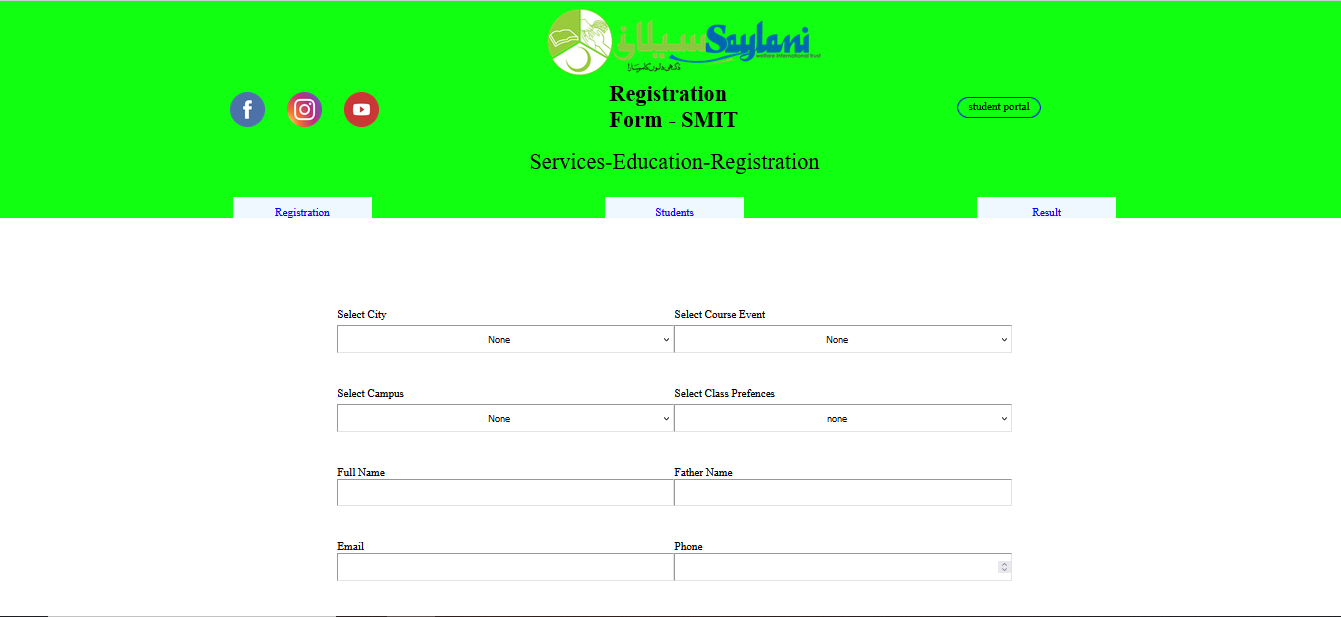 سیلانی Saylani
welfare international trust
Registration
Form - SMIT
student portal
Services-Education-Registration
Registration Students Result
Select City Select Course Event
None None
Select Campus Select Class Prefences
None none
Full Name Father Name
Email Phone